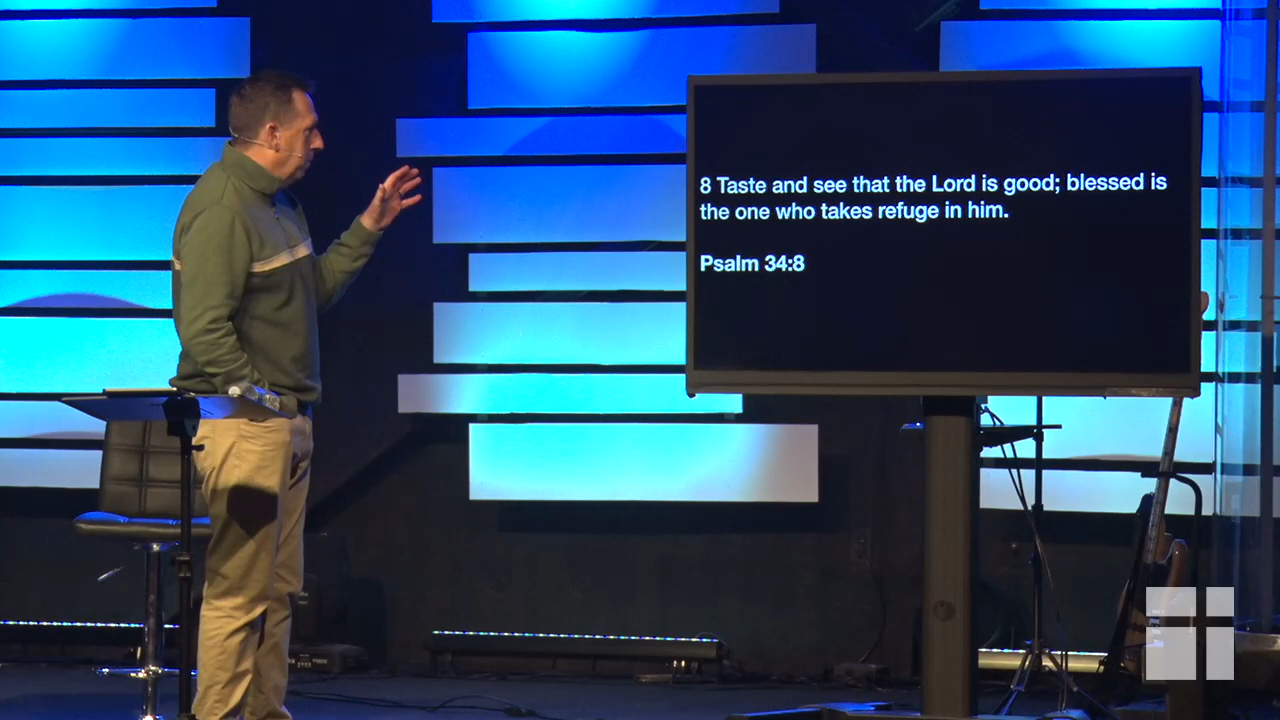 8 Taste and see that the Lord is good; blessed is
the one who takes refuge in him.
Psalm 34:8